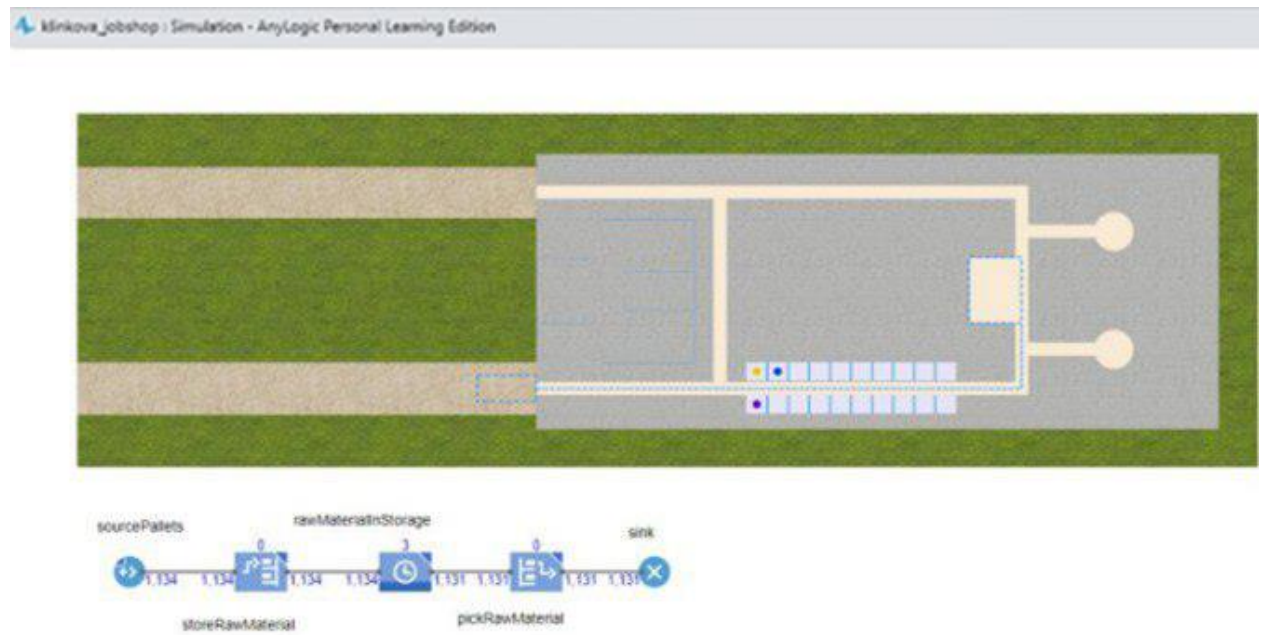 klinkova_jobshop : Simulation - AnyLogic Personal Learning Edition
sourcePallets rawMaterialInStorage sink
0 3 0
1,134 1,134 1,134 1,134 1,131 1,131 1,131 1,131
storeRawMaterial pickRawMaterial